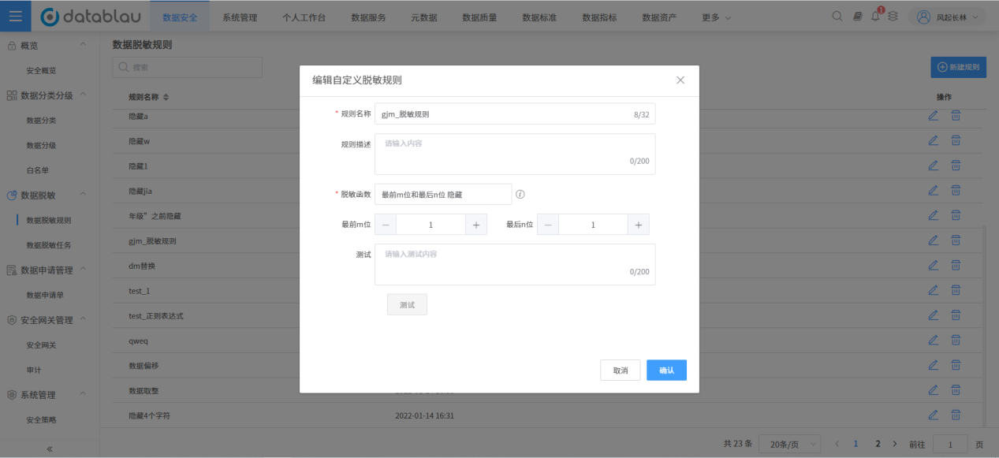 datablau
数据安全 系统管理 个人工作台 数据服务 元数据 数据质量 数据标准 数据指标 数据资产 更多
1 风起长林
概览
安全概览
数据分类分级
数据分类
数据分级
白名单
数据脱敏
数据脱敏规则
数据脱敏任务
数据申请管理
数据申请单
安全网关管理
安全网关
审计
系统管理
安全策略
«
数据脱敏规则
搜索
新建规则
规则名称 操作
隐藏a
隐藏w
隐藏1
隐藏jia
年级”之前隐藏
gjm_脱敏规则
dm替换
test_1
test_正则表达式
qweq
数据偏移
数据取整
隐藏4个字符 2022-01-14 16:31
共 23 条 20条/页 1 2 前往 1 页
编辑自定义脱敏规则
* 规则名称 gjm_脱敏规则 8/32
规则描述 请输入内容
0/200
* 脱敏函数 最前m位和最后n位 隐藏
最前m位 — 1 + 最后n位 — 1 +
测试 请输入测试内容
0/200
测试
取消 确认